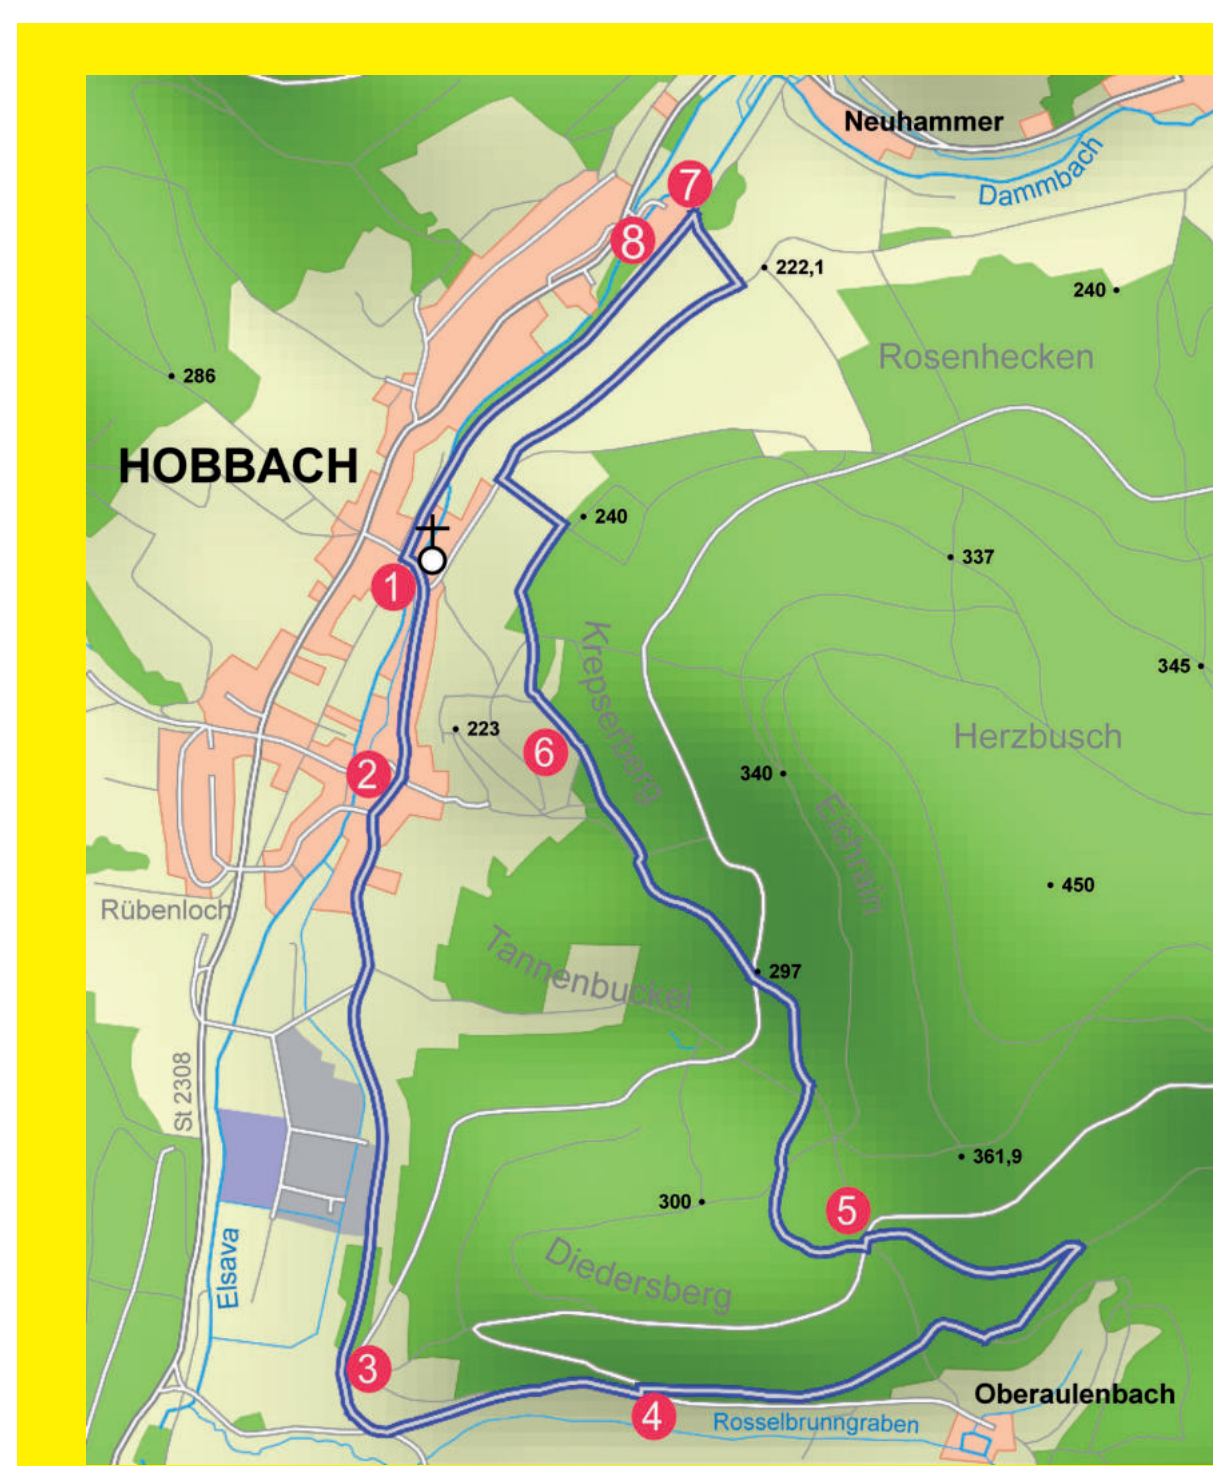 Neuhammer
Dammbach
7
8
222,1
240
Rosenhecken
286
HOBBACH
240
337
1
Krepserberg
345
223
6
Herzbusch
2
340
Eichrain
450
Rübenloch
Tannenbuckel
297
St 2308
361,9
300
5
Elsava
Diedersberg
3
4
Oberaulenbach
Rosselbrunngraben